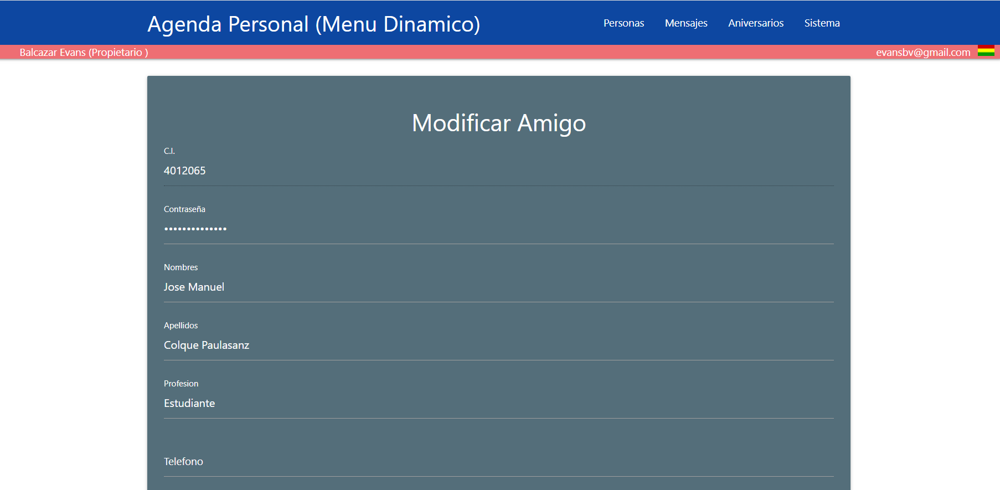 Agenda Personal (Menu Dinamico)
Personas Mensajes Aniversarios Sistema
Balcazar Evans (Propietario )
evansbv@gmail.com
Modificar Amigo
C.I.
4012065
Contraseña
••••••••••••••
Nombres
Jose Manuel
Apellidos
Colque Paulasanz
Profesion
Estudiante
Telefono